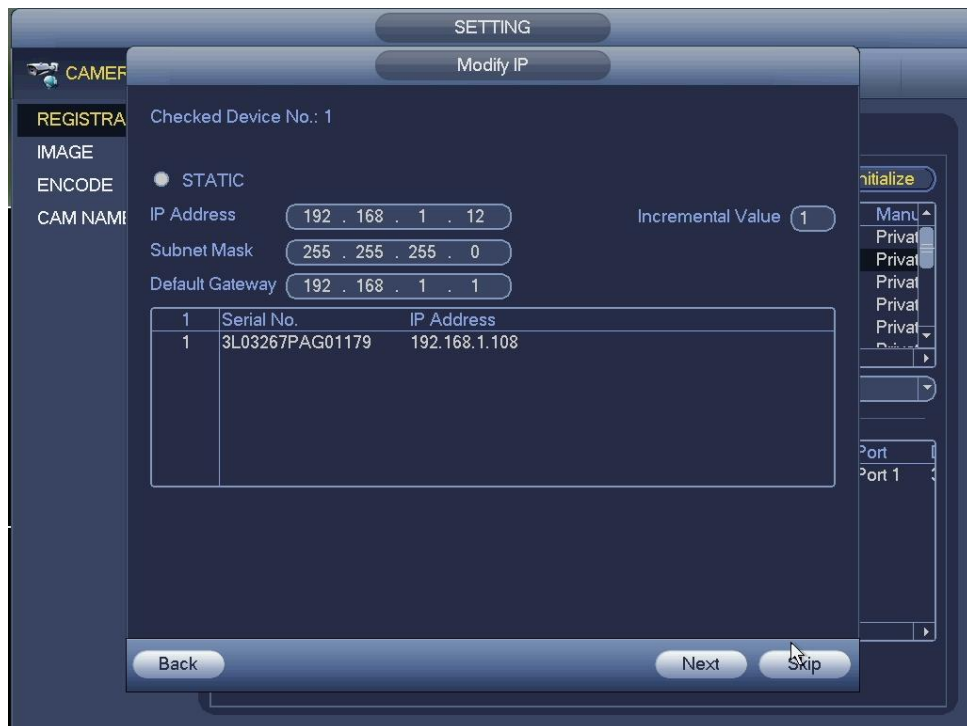 SETTING
Modify IP
CAMER
REGISTRA
IMAGE
ENCODE
CAM NAME
Checked Device No.: 1
STATIC
IP Address 192 . 168 . 1 . 12 Incremental Value 1
Subnet Mask 255 . 255 . 255 . 0
Default Gateway 192 . 168 . 1 . 1
1 Serial No. IP Address
1 3L03267PAG01179 192.168.1.108
nitialize
Manu
Privat
Privat
Privat
Privat
Privat
Port
Port 1
Back Next Skip